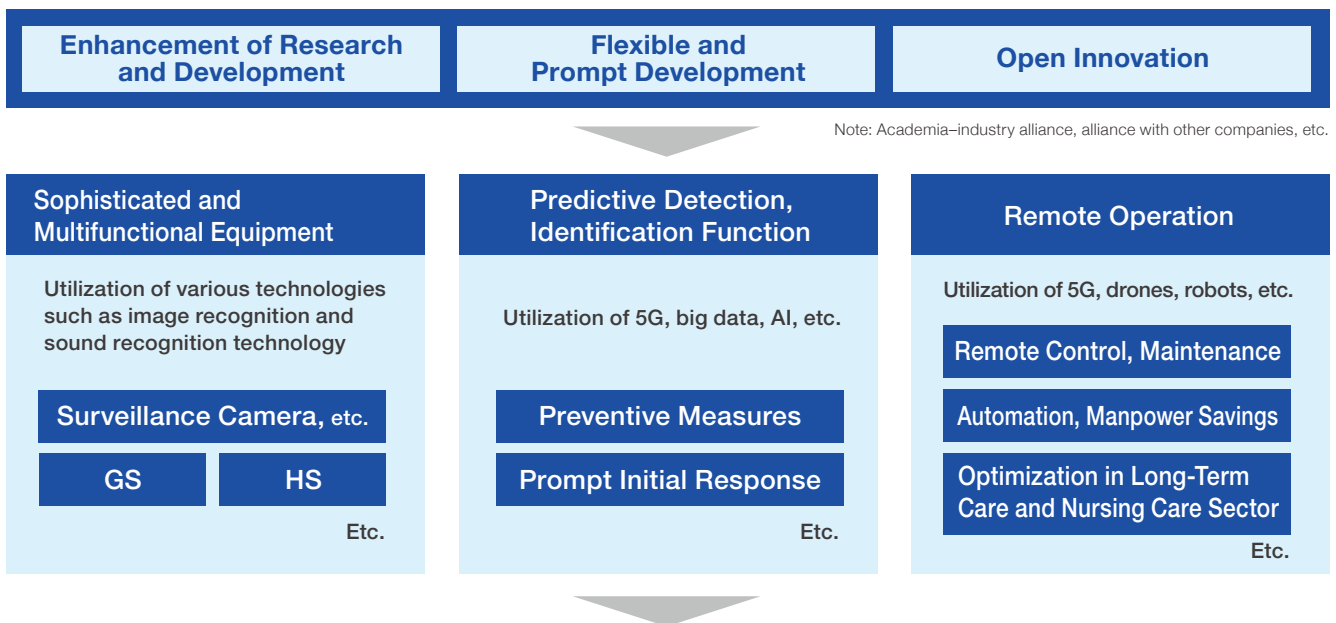 Enhancement of Research
and Development
Flexible and
Prompt Development
Open Innovation
Note: Academia–industry alliance, alliance with other companies, etc.
Sophisticated and
Multifunctional Equipment
Utilization of various technologies
such as image recognition and
sound recognition technology
Surveillance Camera, etc.
GS
HS
Etc.
Predictive Detection,
Identification Function
Utilization of 5G, big data, AI, etc.
Preventive Measures
Prompt Initial Response
Etc.
Remote Operation
Utilization of 5G, drones, robots, etc.
Remote Control, Maintenance
Automation, Manpower Savings
Optimization in Long-Term
Care and Nursing Care Sector
Etc.